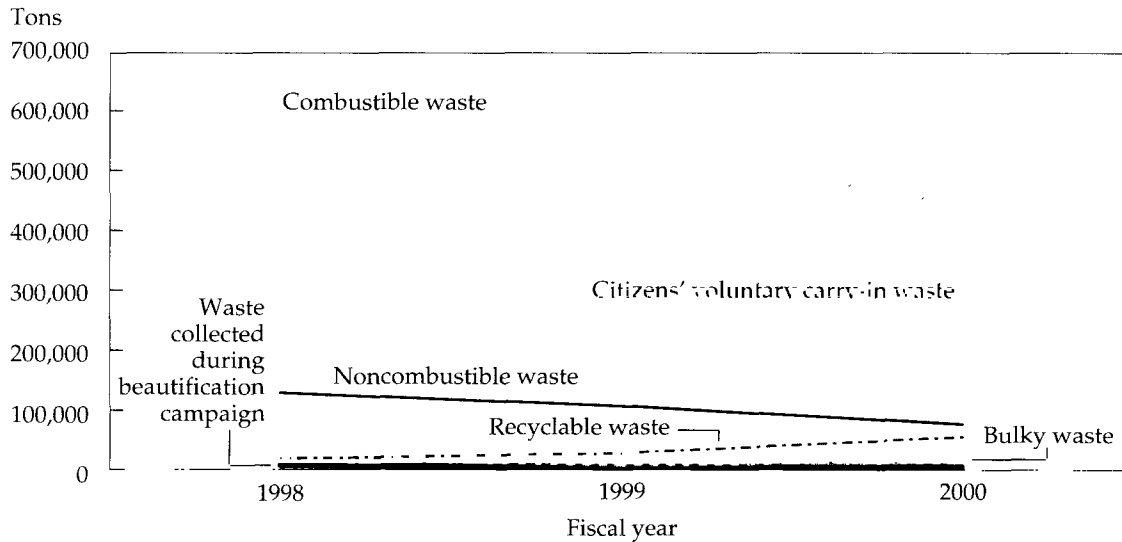 Tons
700,000
600,000
500,000
400,000
300,000
200,000
100,000
0
Combustible waste
Citizens' voluntary carry-in waste
Waste
collected
during
beautification
campaign
Noncombustible waste
Recyclable waste
Bulky waste
1998
1999
2000
Fiscal year